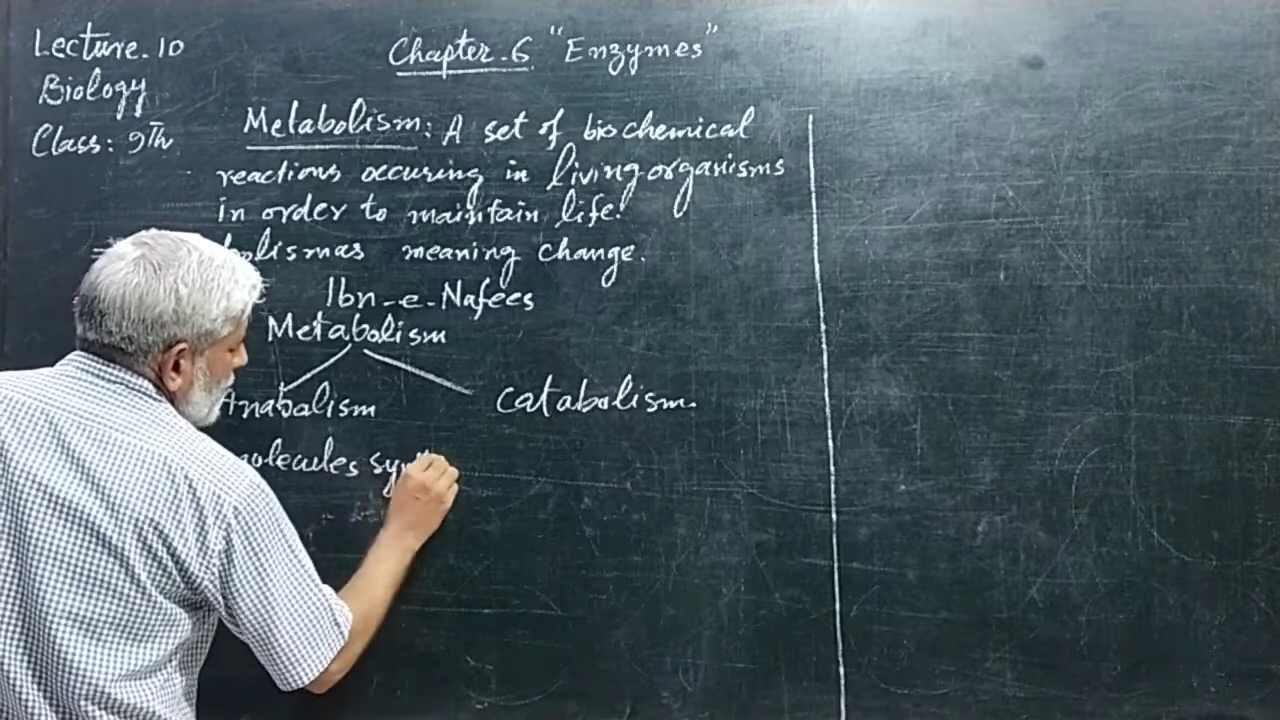 Lecture. 10
Biology
Class: 9Th
Chapter. 6 "Enzymes"
Metabolism: A set of biochemical
reactions occuring in living organisms
in order to maintain life.
bolismas meaning change.
Ibn-e-Nafees
Metabolism
Anabalism Catabolism.
molecules sy